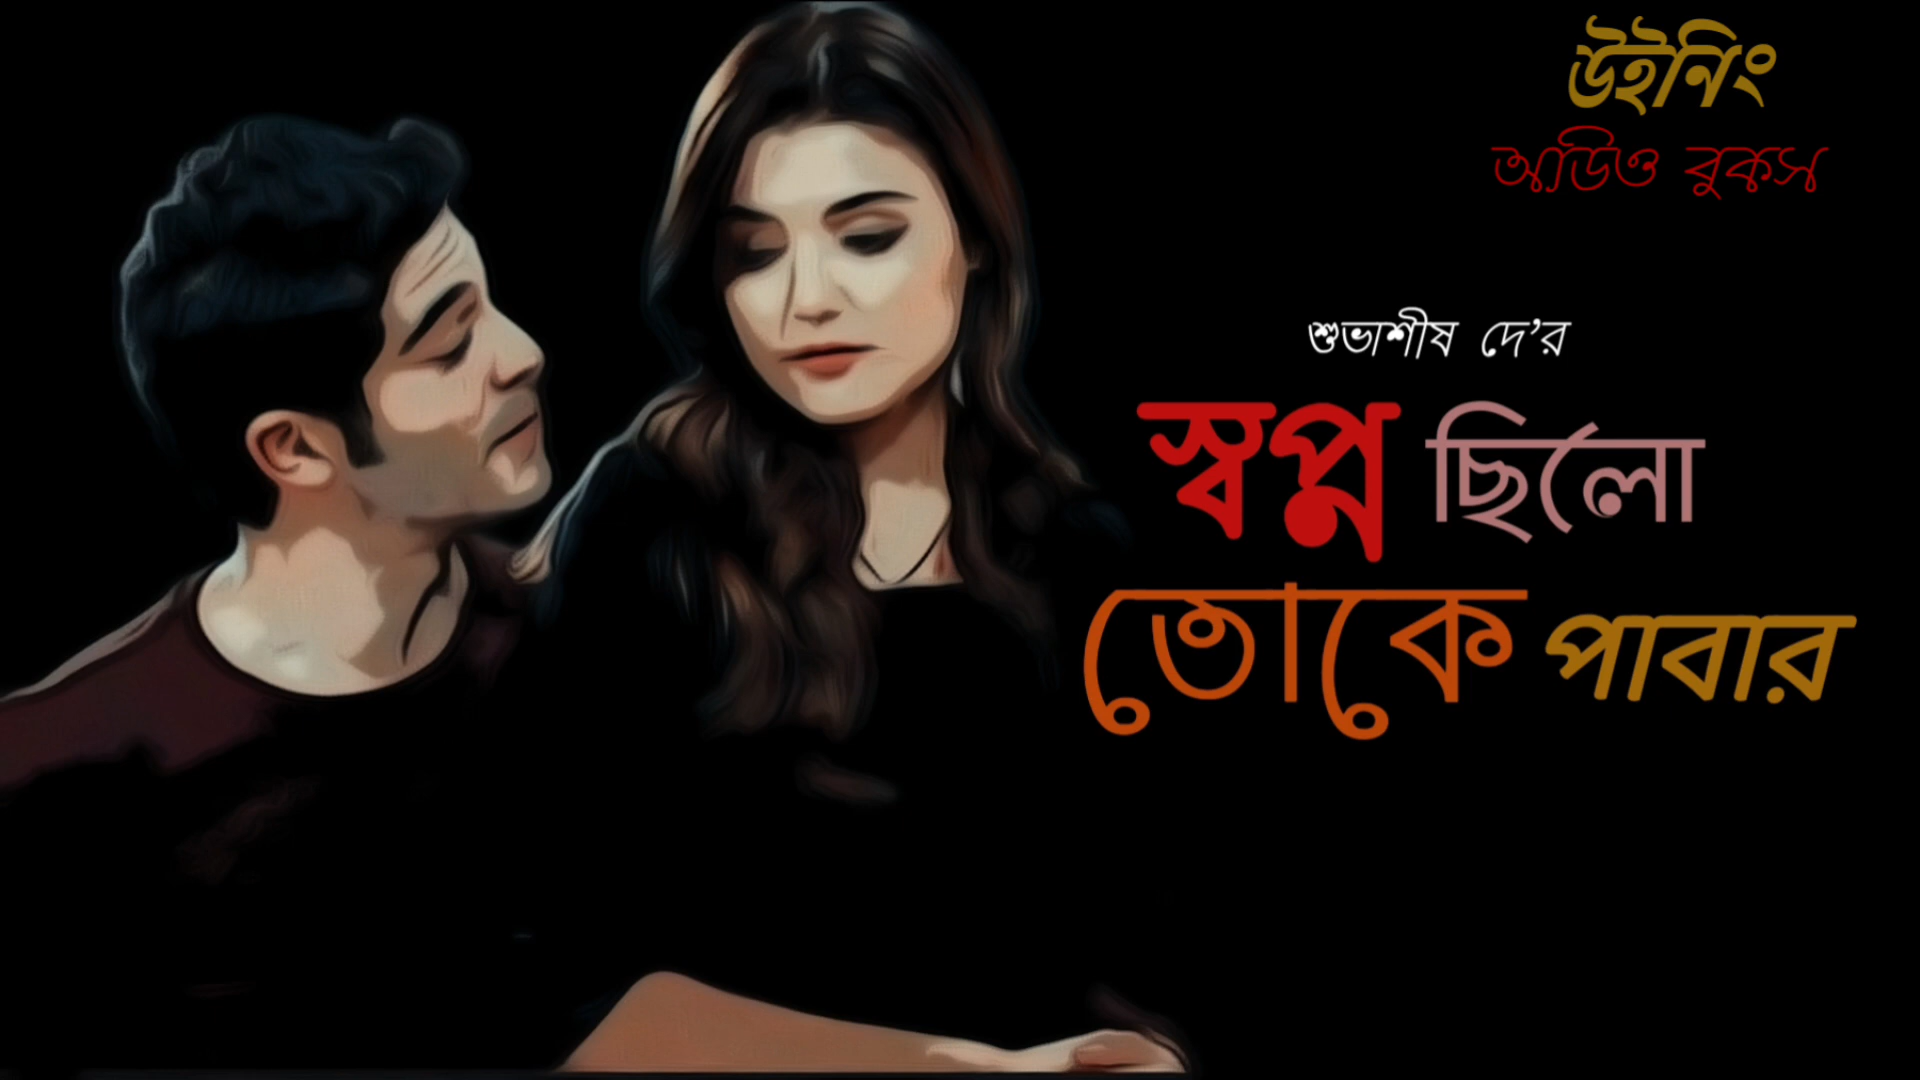 উইনিং
অডিও বুকস
শুভাশীষ দে'র
স্বপ্ন ছিলো
তোকে পাবার